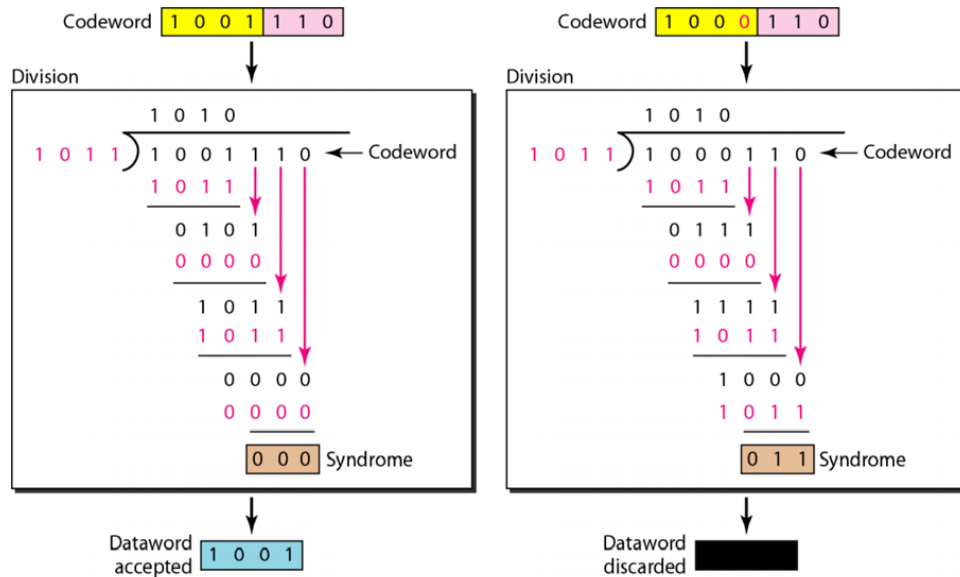 Codeword 1 0 0 1 1 1 0
Division
1 0 1 0
1 0 1 1 1 0 0 1 1 1 0 Codeword
1 0 1 1
0 1 0 1
0 0 0 0
1 0 1 1
1 0 1 1
0 0 0 0
0 0 0 0
0 0 0 Syndrome
Dataword
accepted
1 0 0 1
Codeword 1 0 0 0 1 1 0
Division
1 0 1 0
1 0 1 1 1 0 0 0 1 1 0 Codeword
1 0 1 1
0 1 1 1
0 0 0 0
1 1 1 1
1 0 1 1
1 0 0 0
1 0 1 1
0 1 1 Syndrome
Dataword
discarded